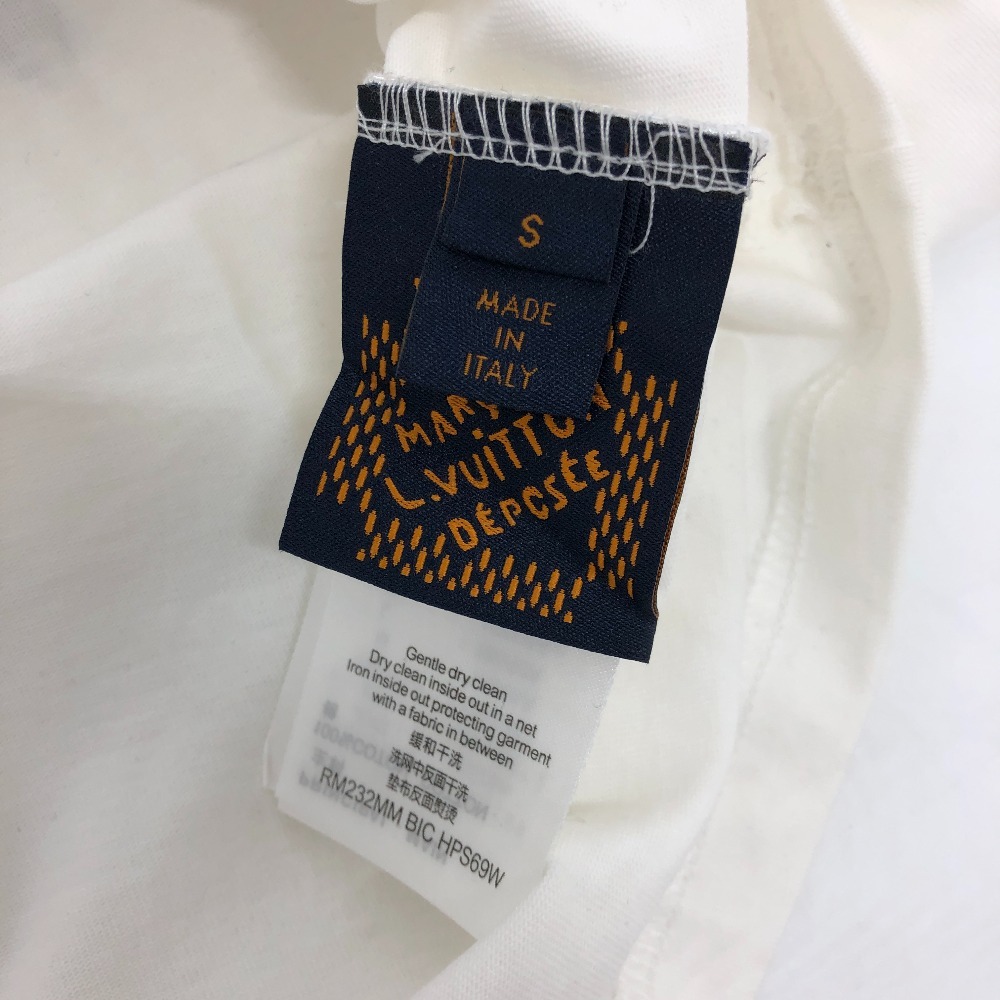 S
MADE
IN
ITALY
L.VUITTON
DÉPOSÉE
Gentle dry clean
Dry clean inside out in a net
Iron inside out protecting garment
with a fabric in between
缓和干洗
洗网中反面干洗
垫布反面熨烫
RM232MM BIC HPS69W